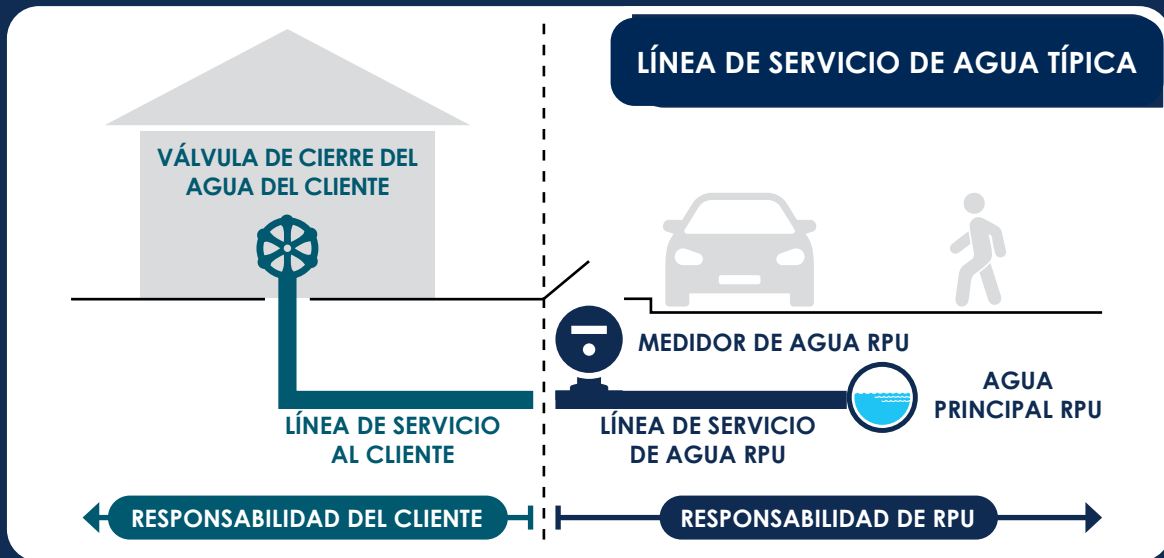 LÍNEA DE SERVICIO DE AGUA TÍPICA
VÁLVULA DE CIERRE DEL
AGUA DEL CLIENTE
MEDIDOR DE AGUA RPU
AGUA
PRINCIPAL RPU
LÍNEA DE SERVICIO
AL CLIENTE
LÍNEA DE SERVICIO
DE AGUA RPU
RESPONSABILIDAD DEL CLIENTE
RESPONSABILIDAD DE RPU